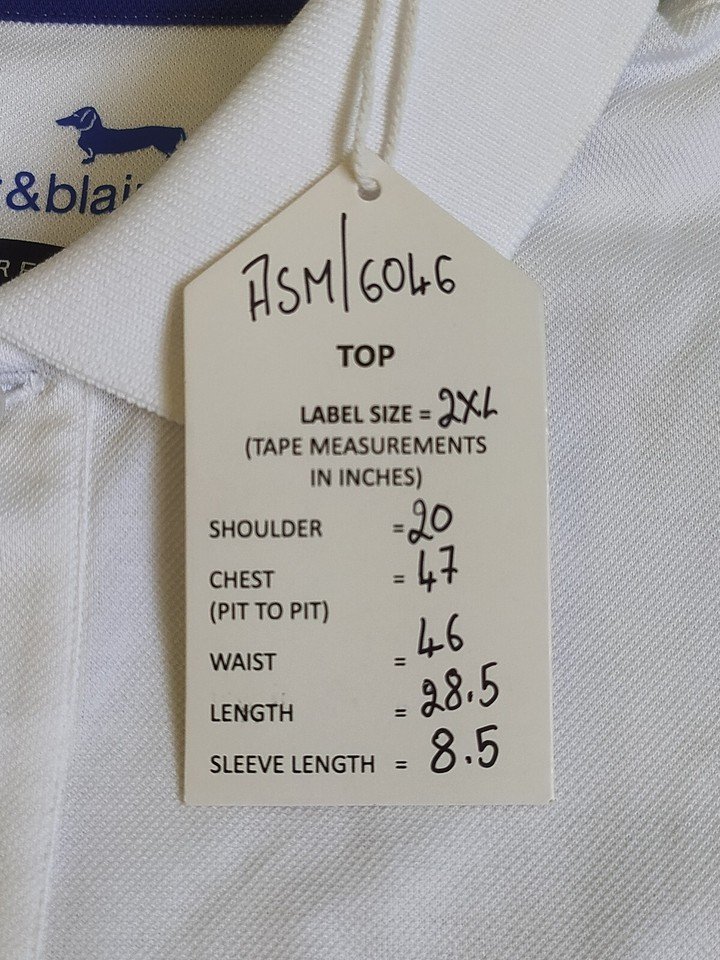 &blai
ASM/6046
TOP
LABEL SIZE = 2XL
(TAPE MEASUREMENTS
IN INCHES)
SHOULDER =20
CHEST = 47
(PIT TO PIT)
WAIST = 46
LENGTH = 28.5
SLEEVE LENGTH = 8.5